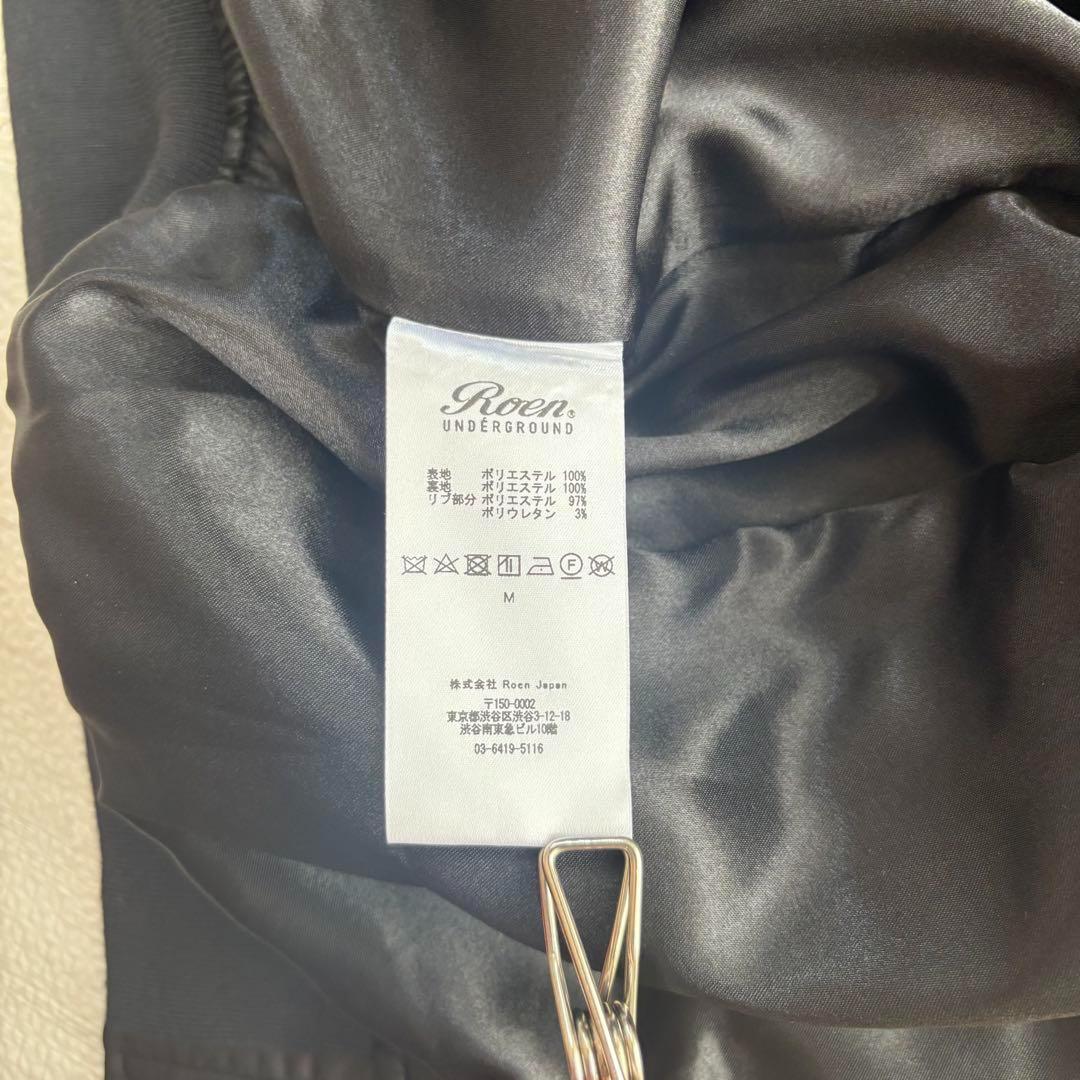 Roen®
UNDÉRGROUND
表地 ポリエステル 100%
裏地 ポリエステル 100%
リブ部分 ポリエステル 97%
ポリウレタン 3%
F W
M
株式会社 Roen Japan
〒150-0002
東京都渋谷区渋谷3-12-18
渋谷南東急ビル10階
03-6419-5116